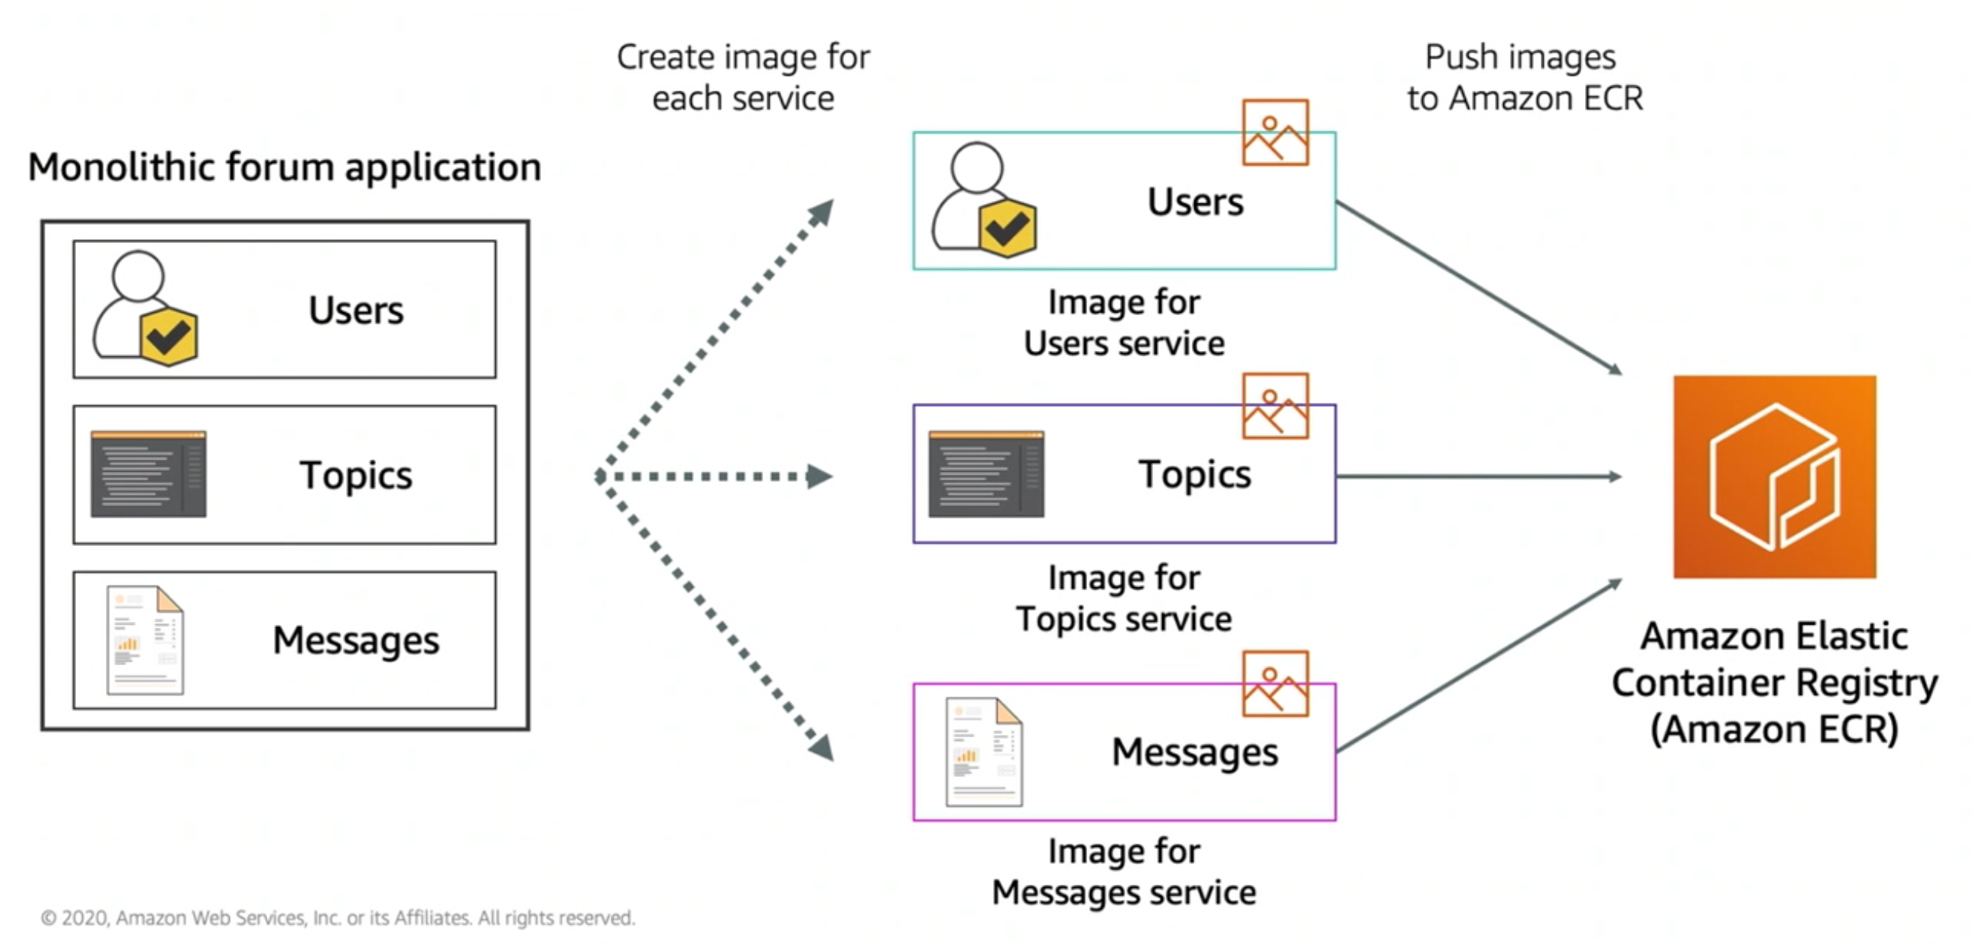 Create image for
each service
Push images
to Amazon ECR
Monolithic forum application
Users
Topics
Messages
Users
Image for
Users service
Topics
Image for
Topics service
Messages
Image for
Messages service
Amazon Elastic
Container Registry
(Amazon ECR)
© 2020, Amazon Web Services, Inc. or its Affiliates. All rights reserved.